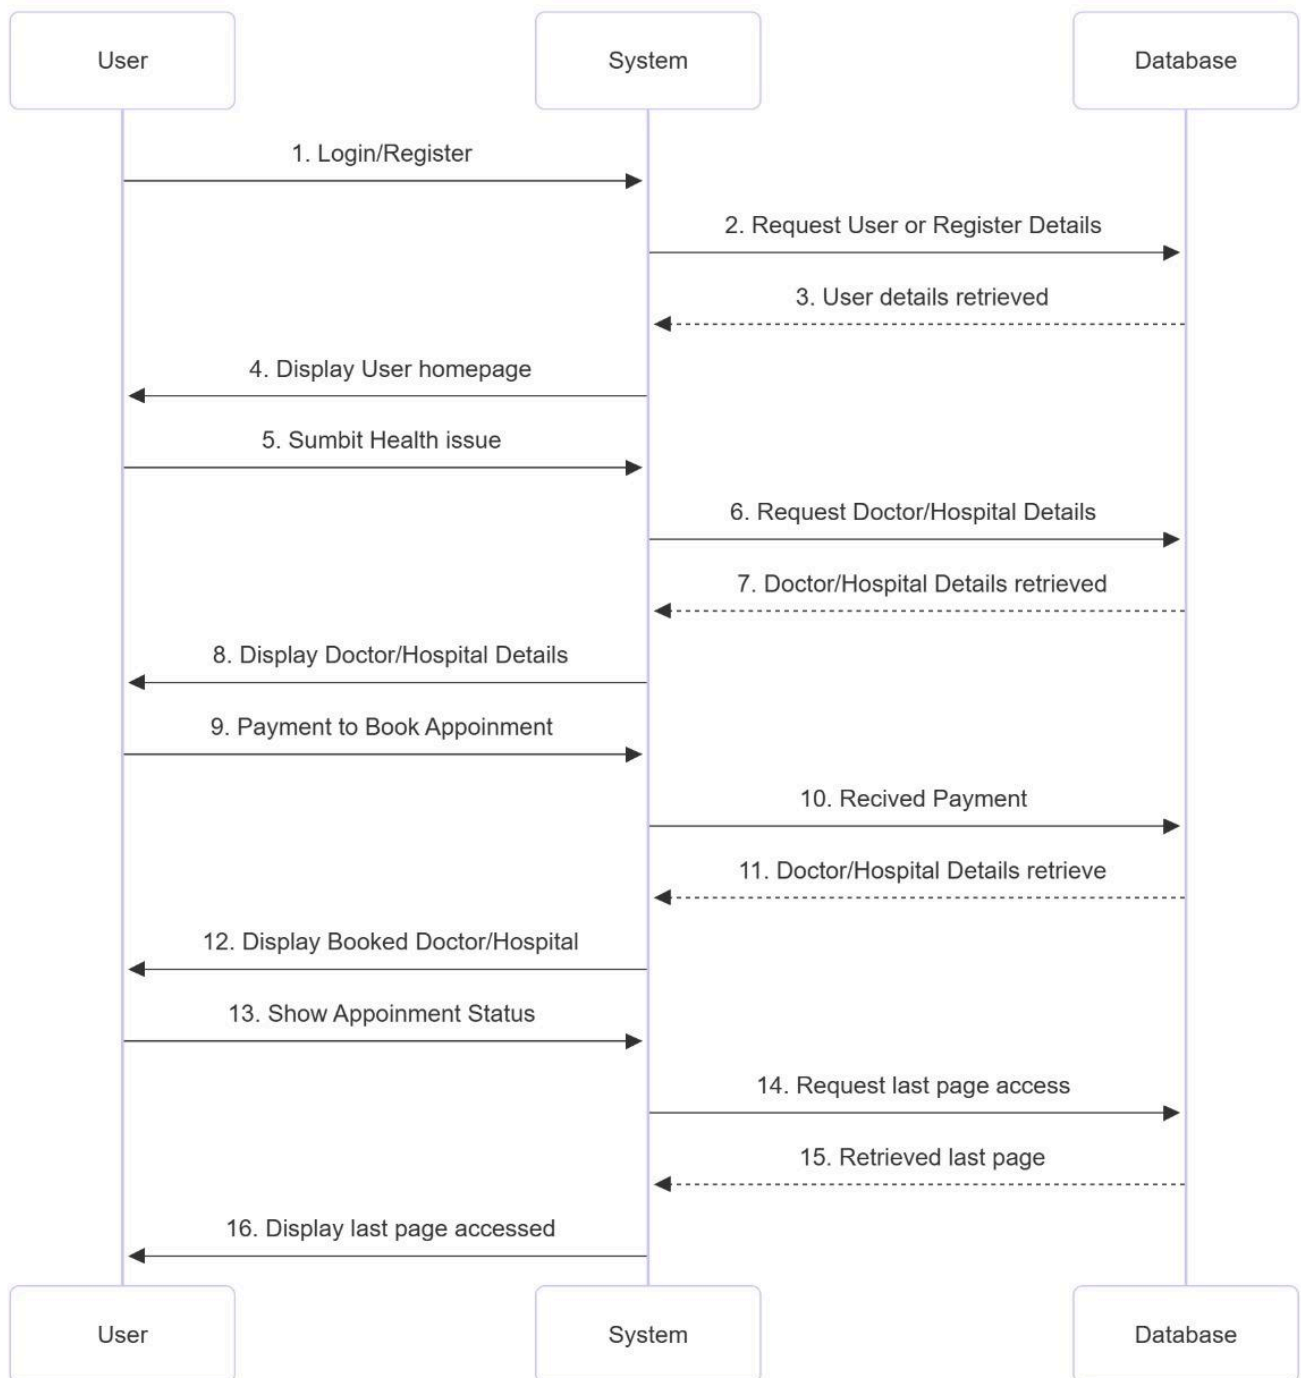 User
System
Database
1. Login/Register
2. Request User or Register Details
3. User details retrieved
4. Display User homepage
5. Sumbit Health issue
6. Request Doctor/Hospital Details
7. Doctor/Hospital Details retrieved
8. Display Doctor/Hospital Details
9. Payment to Book Appoinment
10. Recived Payment
11. Doctor/Hospital Details retrieve
12. Display Booked Doctor/Hospital
13. Show Appoinment Status
14. Request last page access
15. Retrieved last page
16. Display last page accessed
User
System
Database